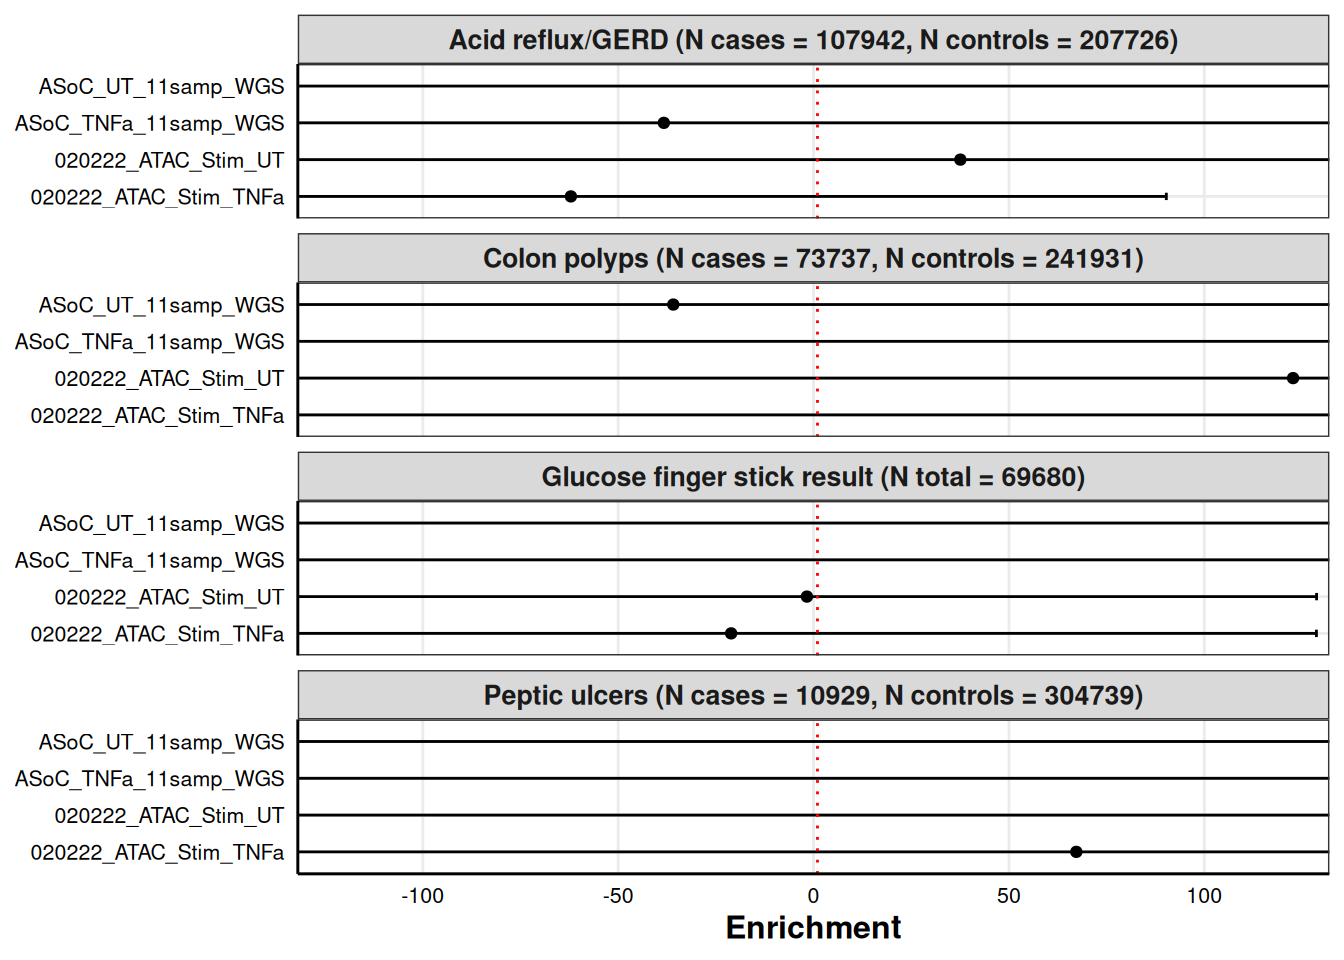 Acid reflux/GERD (N cases = 107942, N controls = 207726)
ASoC_UT_11samp_WGS
ASoC_TNFa_11samp_WGS
020222_ATAC_Stim_UT
020222_ATAC_Stim_TNFa
Colon polyps (N cases = 73737, N controls = 241931)
ASoC_UT_11samp_WGS
ASoC_TNFa_11samp_WGS
020222_ATAC_Stim_UT
020222_ATAC_Stim_TNFa
Glucose finger stick result (N total = 69680)
ASoC_UT_11samp_WGS
ASoC_TNFa_11samp_WGS
020222_ATAC_Stim_UT
020222_ATAC_Stim_TNFa
Peptic ulcers (N cases = 10929, N controls = 304739)
ASoC_UT_11samp_WGS
ASoC_TNFa_11samp_WGS
020222_ATAC_Stim_UT
020222_ATAC_Stim_TNFa
-100 -50 0 50 100
Enrichment